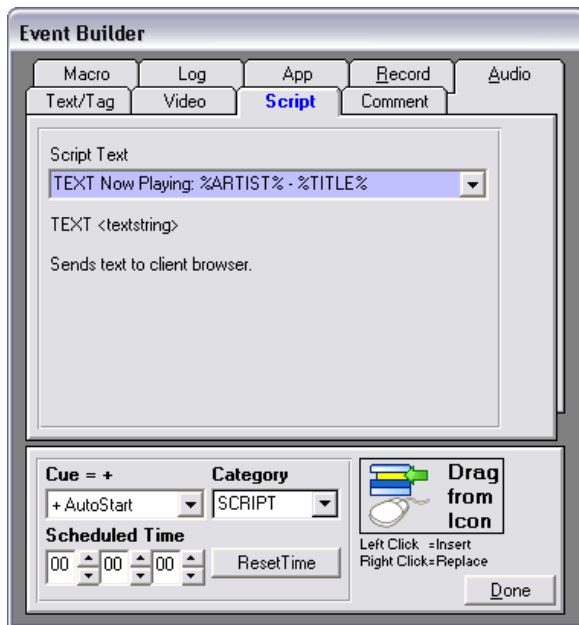 Event Builder
Macro Log App Record Audio
Text/Tag Video Script Comment
Script Text
TEXT Now Playing: %ARTIST% - %TITLE%
TEXT <textstring>
Sends text to client browser.
Cue = + Category
+ AutoStart SCRIPT
Scheduled Time
00 00 00 ResetTime
Drag
from
Icon
Left Click =Insert
Right Click=Replace
Done